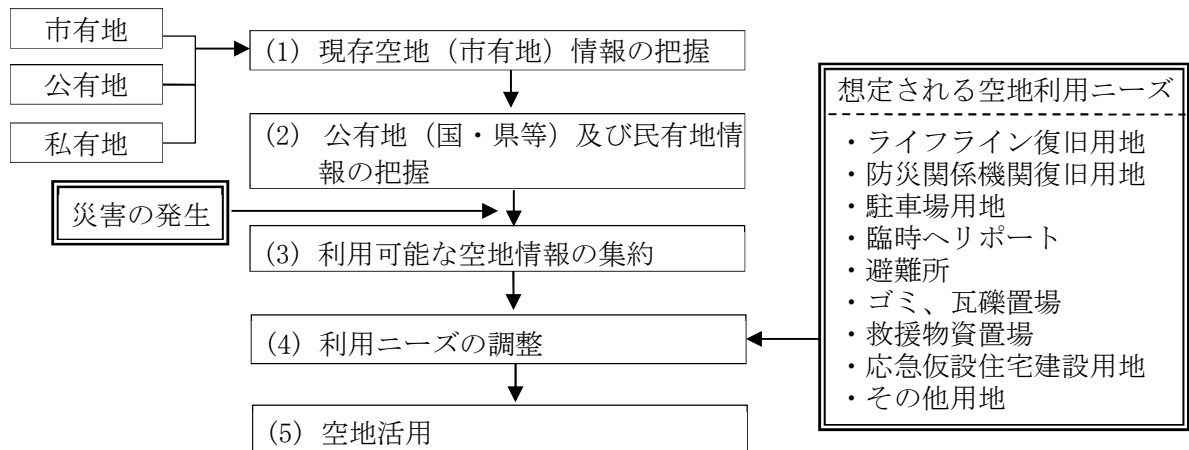 市有地
公有地
私有地
(1) 現存空地（市有地）情報の把握
(2) 公有地（国・県等）及び民有地情
報の把握
災害の発生
(3) 利用可能な空地情報の集約
(4) 利用ニーズの調整
(5) 空地活用
想定される空地利用ニーズ
・ライフライン復旧用地
・防災関係機関復旧用地
・駐車場用地
・臨時ヘリポート
・避難所
・ゴミ、瓦礫置場
・救援物資置場
・応急仮設住宅建設用地
・その他用地